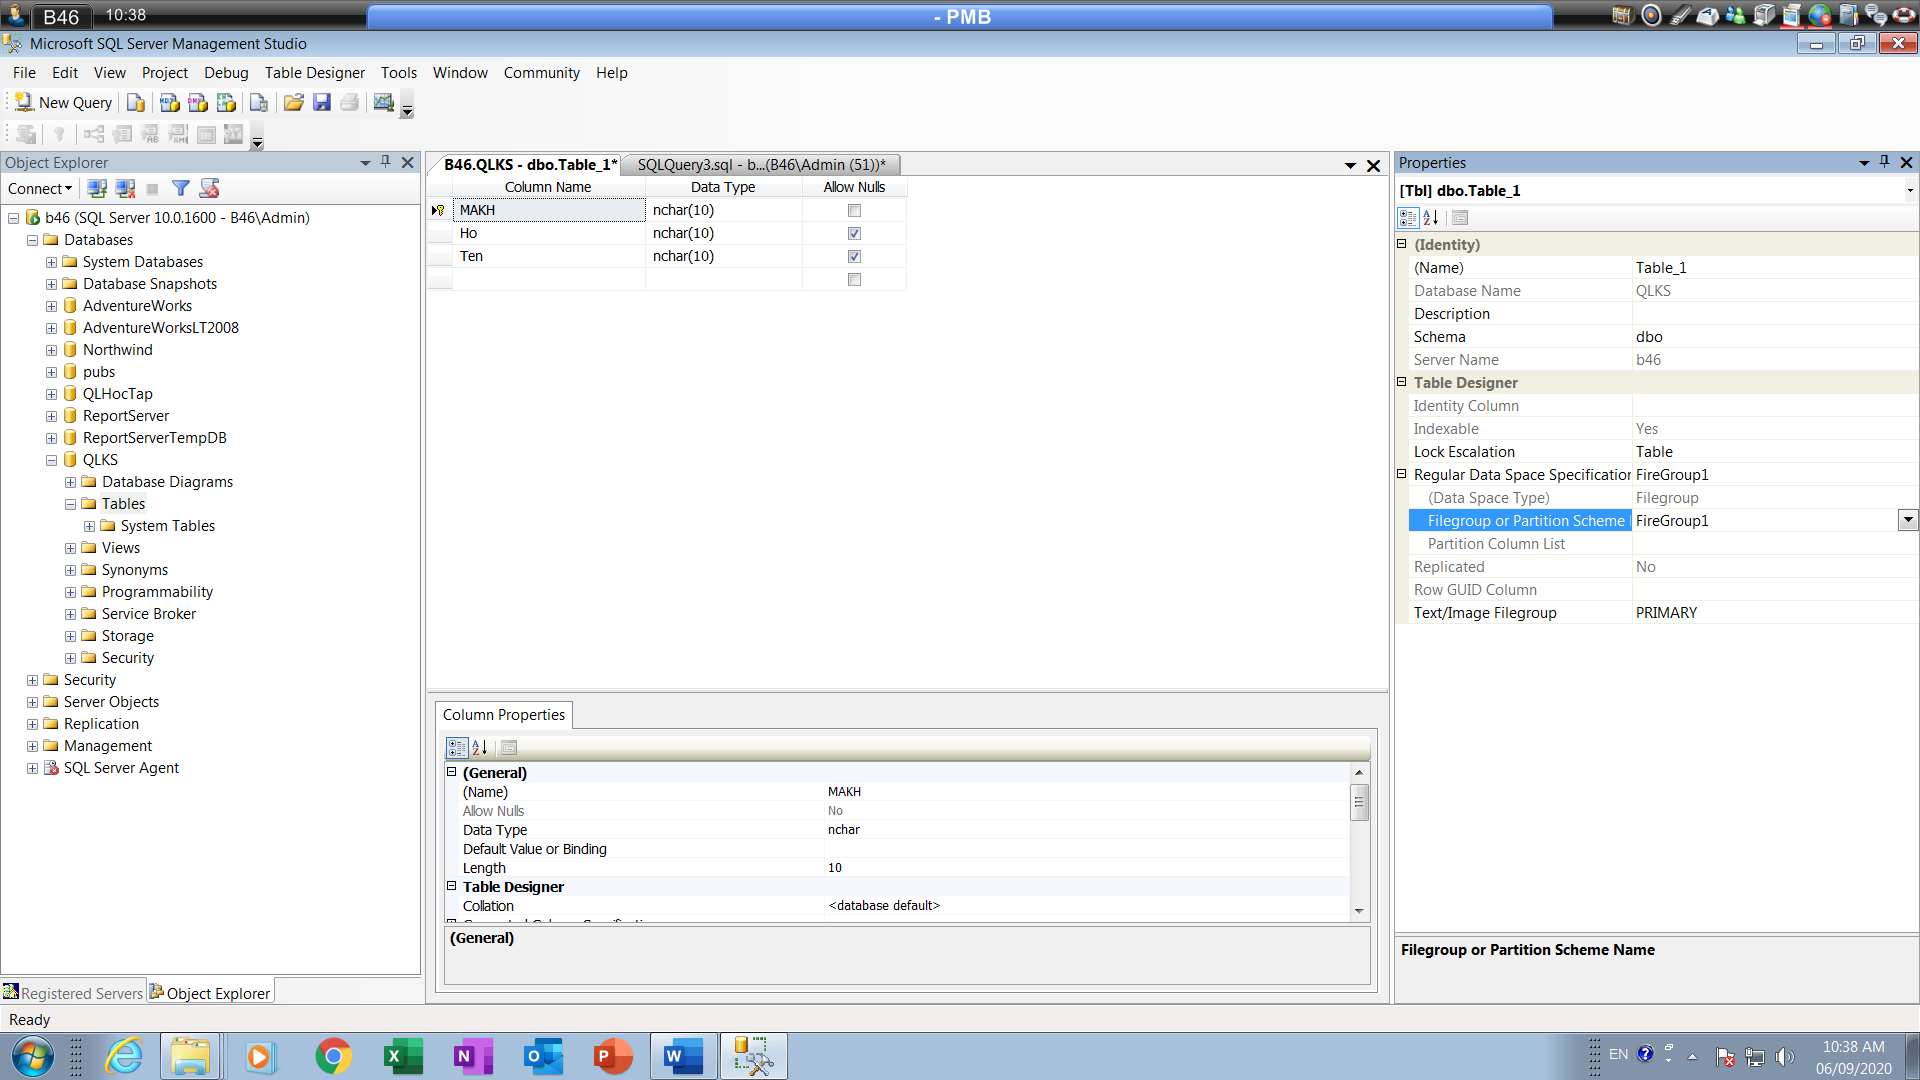 B46
10:38
- PMB
Microsoft SQL Server Management Studio
File Edit View Project Debug Table Designer Tools Window Community Help
New Query
Object Explorer
Connect
b46 (SQL Server 10.0.1600 - B46\Admin)
Databases
System Databases
Database Snapshots
AdventureWorks
AdventureWorksLT2008
Northwind
pubs
QLHocTap
ReportServer
ReportServerTempDB
QLKS
Database Diagrams
Tables
System Tables
Views
Synonyms
Programmability
Service Broker
Storage
Security
Security
Server Objects
Replication
Management
SQL Server Agent
Registered Servers Object Explorer
B46.QLKS - dbo.Table_1* SQLQuery3.sql - b...(B46\Admin (51))*
Column Name Data Type Allow Nulls
MAKH nchar(10)
Ho nchar(10)
Ten nchar(10)
Column Properties
(General)
(Name) MAKH
Allow Nulls No
Data Type nchar
Default Value or Binding
Length 10
Table Designer
Collation <database default>
(General)
Properties
[Tbl] dbo.Table_1
(Identity)
(Name) Table_1
Database Name QLKS
Description
Schema dbo
Server Name b46
Table Designer
Identity Column
Indexable Yes
Lock Escalation Table
Regular Data Space Specification FireGroup1
(Data Space Type) Filegroup
Filegroup or Partition Scheme FireGroup1
Partition Column List
Replicated No
Row GUID Column
Text/Image Filegroup PRIMARY
Filegroup or Partition Scheme Name
Ready
EN
10:38 AM
06/09/2020